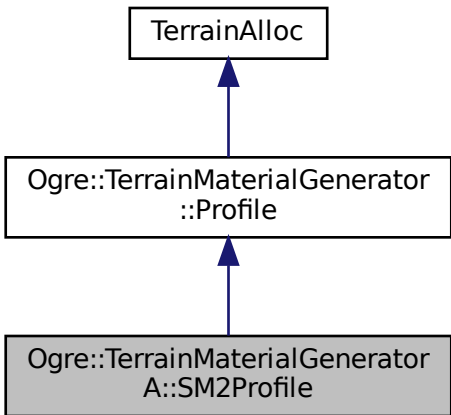 TerrainAlloc
Ogre::TerrainMaterialGenerator
::Profile
Ogre::TerrainMaterialGenerator
A::SM2Profile